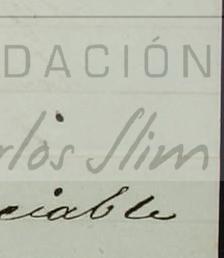 DACIÓN
rlos Slim
ciable